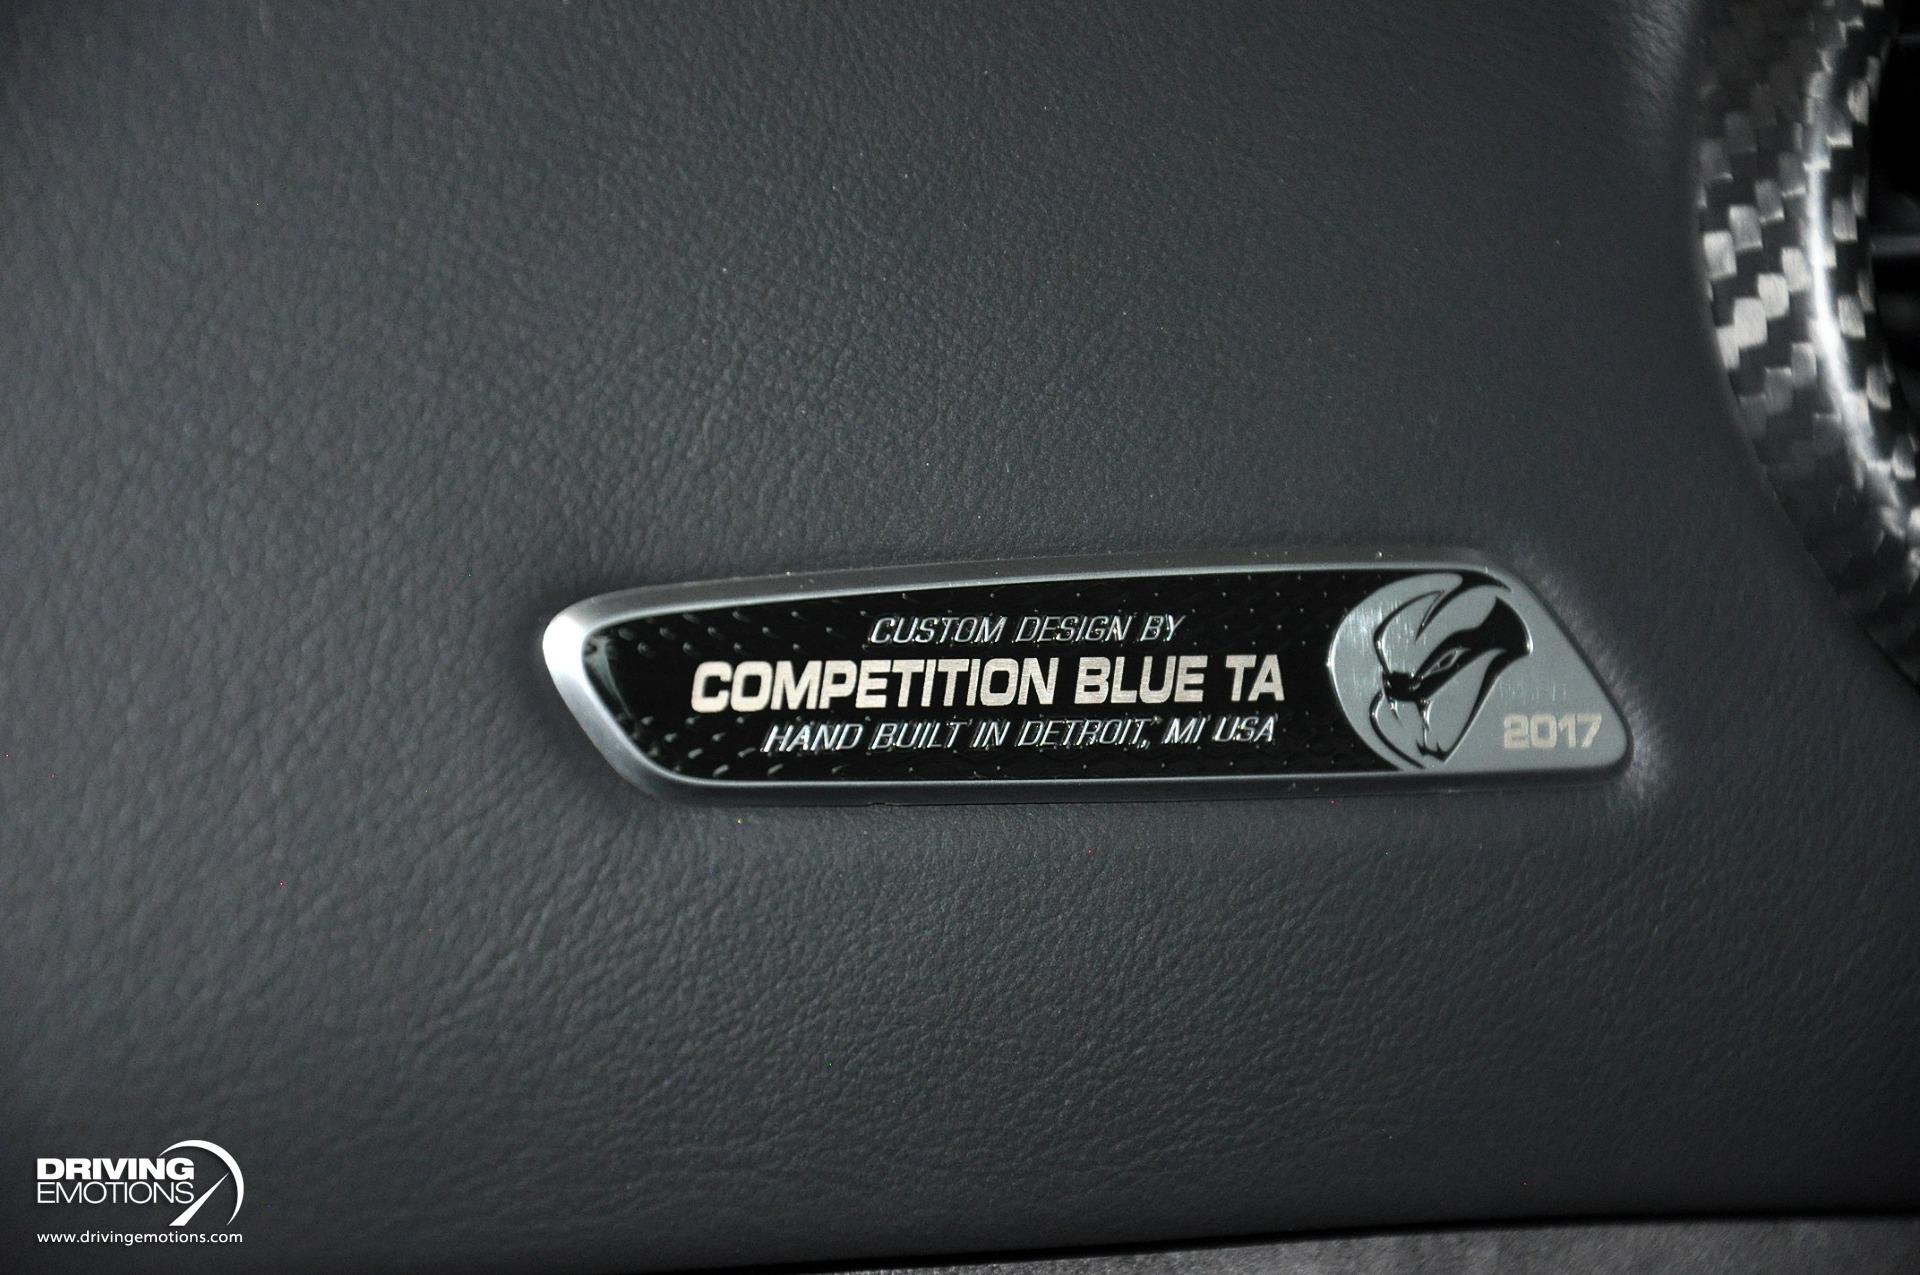 CUSTOM DESIGN BY
COMPETITION BLUE TA
HAND BUILT IN DETROIT, MI USA
2017
DRIVING
EMOTIONS
www.drivingemotions.com